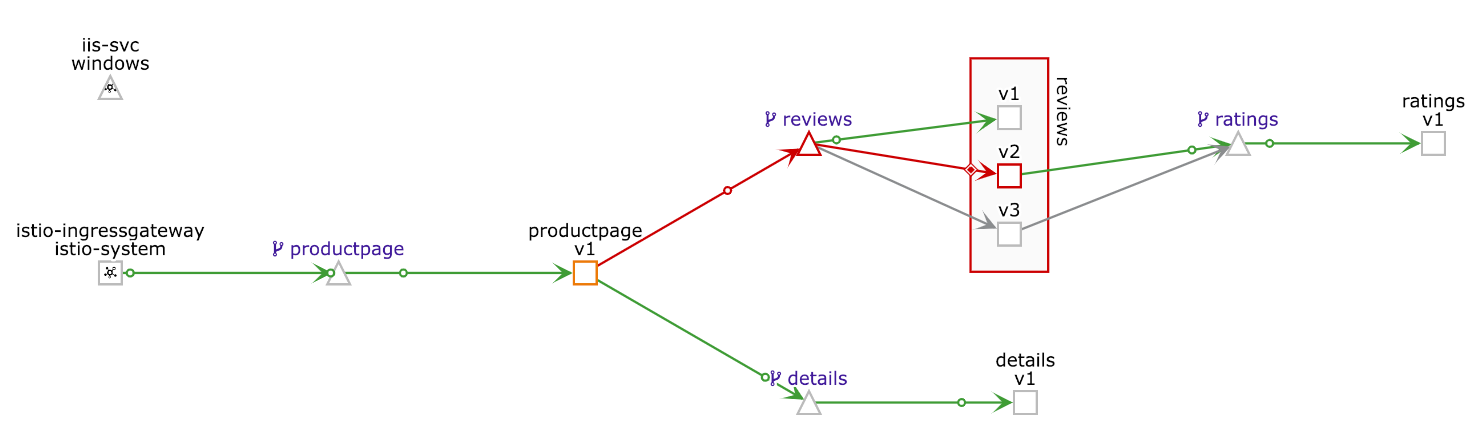 iis-svc
windows
istio-ingressgateway
istio-system
productpage
productpage
v1
reviews
v1
v2
v3
reviews
ratings
ratings
v1
details
details
v1